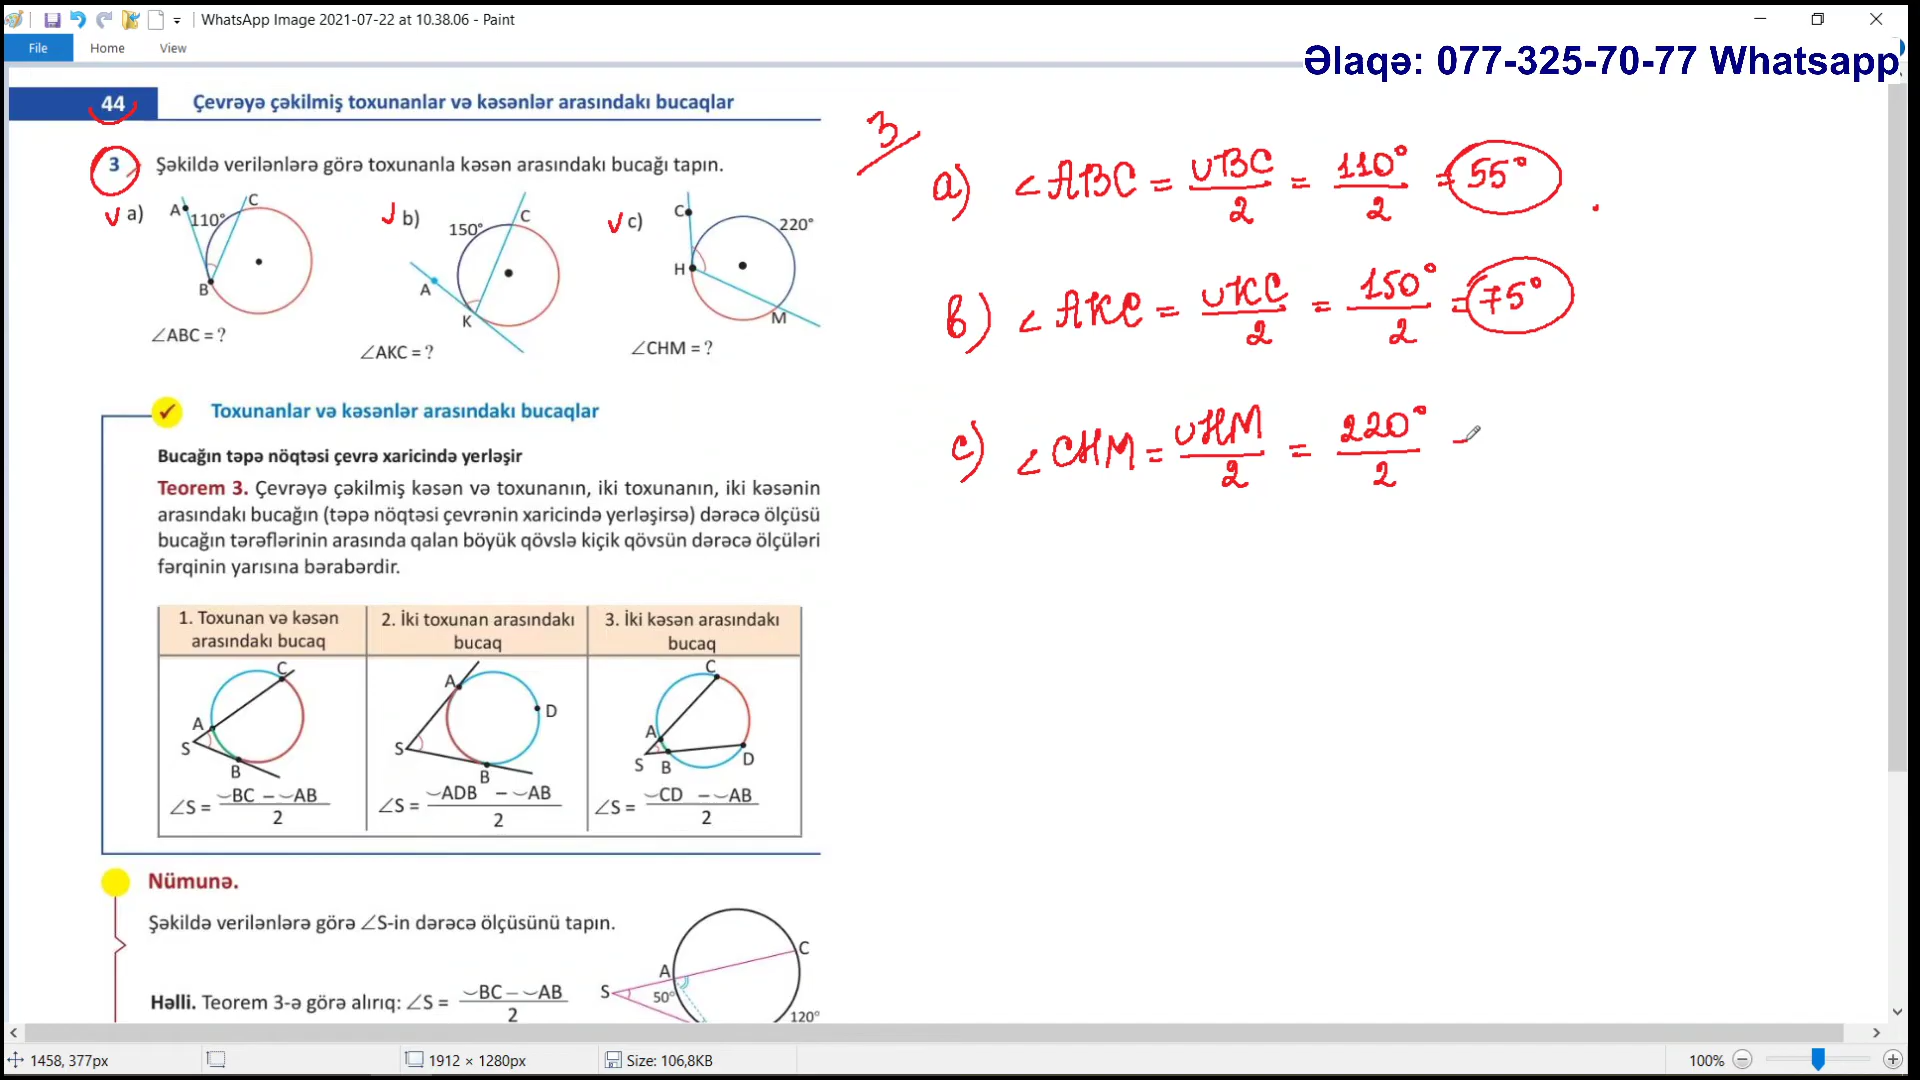 WhatsApp Image 2021-07-22 at 10.38.06 - Paint
File Home View
Əlaqə: 077-325-70-77 Whatsapp
44 Çevrəyə çəkilmiş toxunanlar və kəsənlər arasındakı bucaqlar
3 Şəkildə verilənlərə görə toxunanla kəsən arasındakı bucağı tapın.
a) A 110° C B
∠ABC = ?
b) 150° C A K
∠AKC = ?
c) C 220° H M
∠CHM = ?
Toxunanlar və kəsənlər arasındakı bucaqlar
Bucağın təpə nöqtəsi çevrə xaricində yerləşir
Teorem 3. Çevrəyə çəkilmiş kəsən və toxunanın, iki toxunanın, iki kəsənin
arasındakı bucağın (təpə nöqtəsi çevrənin xaricində yerləşirsə) dərəcə ölçüsü
bucağın tərəflərinin arasında qalan böyük qövslə kiçik qövsün dərəcə ölçüləri
fərqinin yarısına bərabərdir.
1. Toxunan və kəsən
arasındakı bucaq
2. İki toxunan arasındakı
bucaq
3. İki kəsən arasındakı
bucaq
C A S B
∠S = ⌣BC – ⌣AB / 2
A D S B
∠S = ⌣ADB – ⌣AB / 2
C A S B D
∠S = ⌣CD – ⌣AB / 2
Nümunə.
Şəkildə verilənlərə görə ∠S-in dərəcə ölçüsünü tapın.
Həlli. Teorem 3-ə görə alırıq: ∠S = ⌣BC – ⌣AB / 2
A C S 50° 120°
3
a) ∠ABC = ∪BC / 2 = 110° / 2 = 55°
b) ∠AKC = ∪KC / 2 = 150° / 2 = 75°
c) ∠CHM = ∪HM / 2 = 220° / 2
1458, 377px
1912 × 1280px
Size: 106,8KB
100%